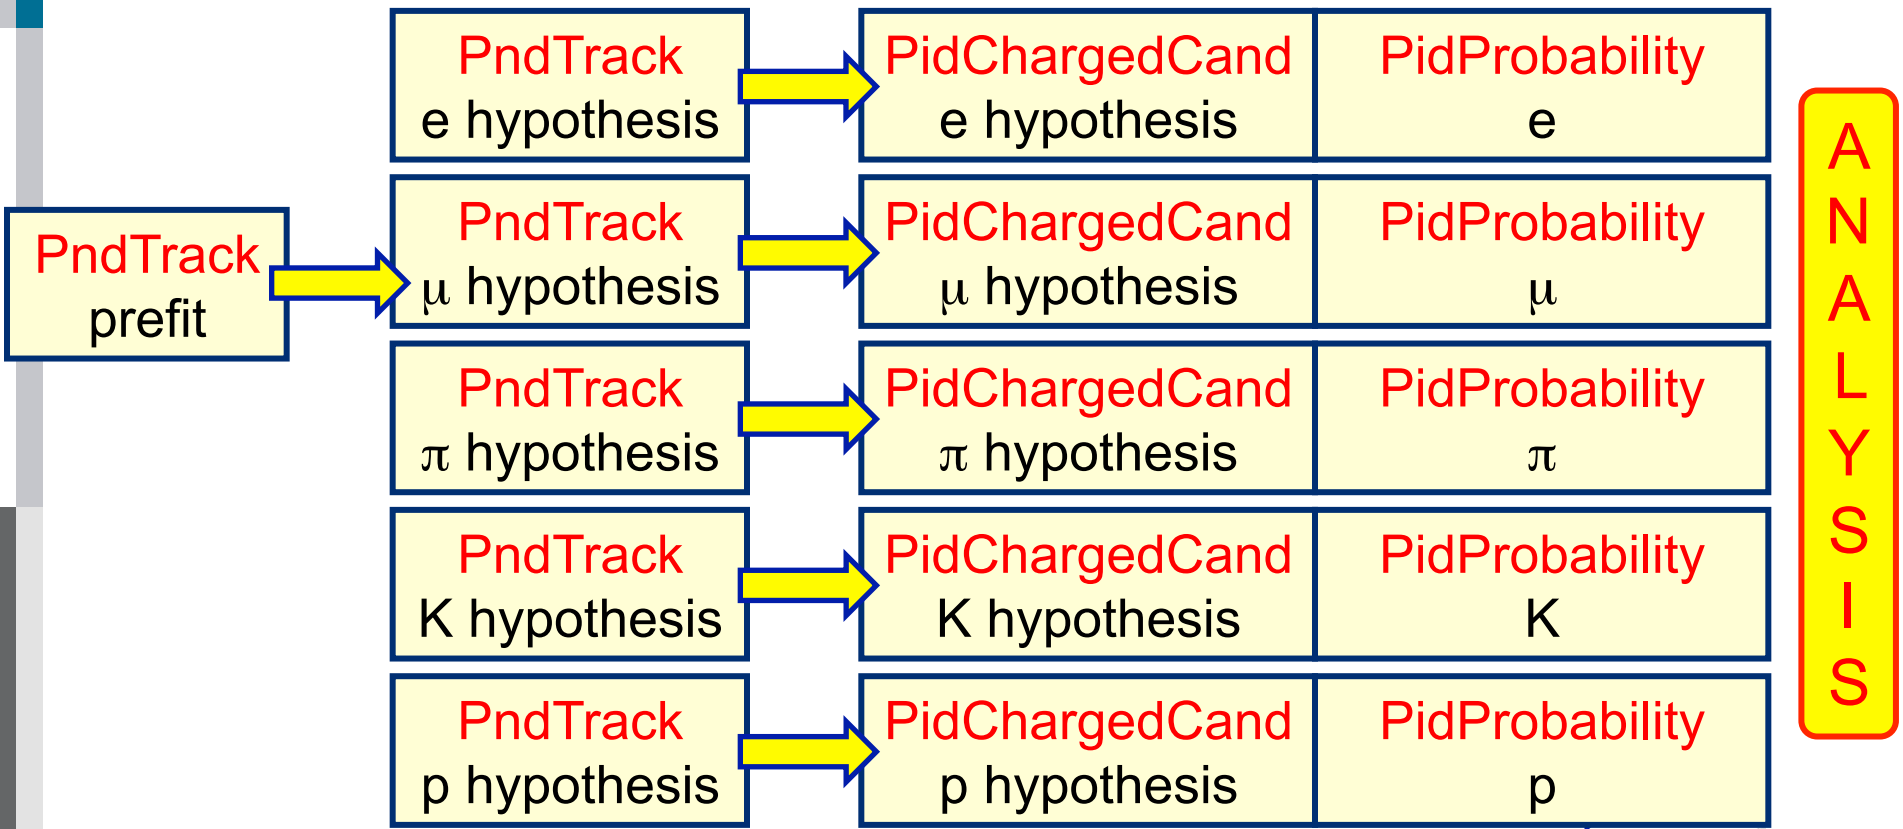 PndTrack
prefit
PndTrack
e hypothesis
PidChargedCand
e hypothesis
PidProbability
e
PndTrack
μ hypothesis
PidChargedCand
μ hypothesis
PidProbability
μ
PndTrack
π hypothesis
PidChargedCand
π hypothesis
PidProbability
π
PndTrack
K hypothesis
PidChargedCand
K hypothesis
PidProbability
K
PndTrack
p hypothesis
PidChargedCand
p hypothesis
PidProbability
p
A
N
A
L
Y
S
I
S